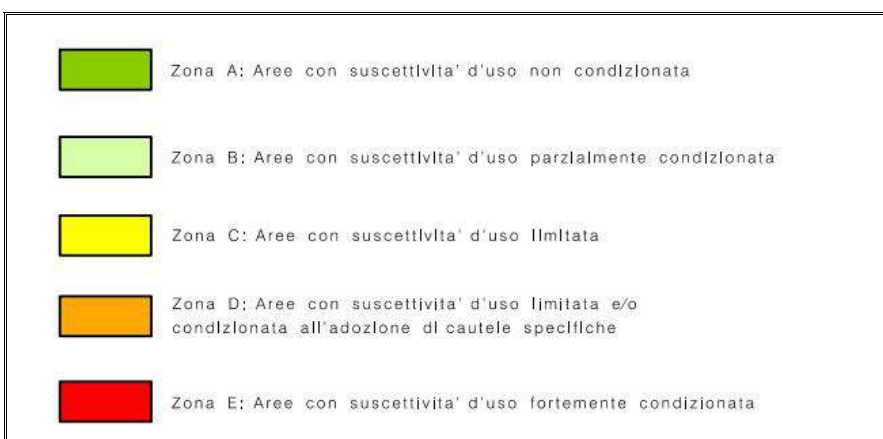 Zona A: Aree con suscettivita' d'uso non condizionata
Zona B: Aree con suscettivita' d'uso parzialmente condizionata
Zona C: Aree con suscettivita' d'uso limitata
Zona D: Aree con suscettivita' d'uso limitata e/o
condizionata all'adozione di cautele specifiche
Zona E: Aree con suscettivita' d'uso fortemente condizionata